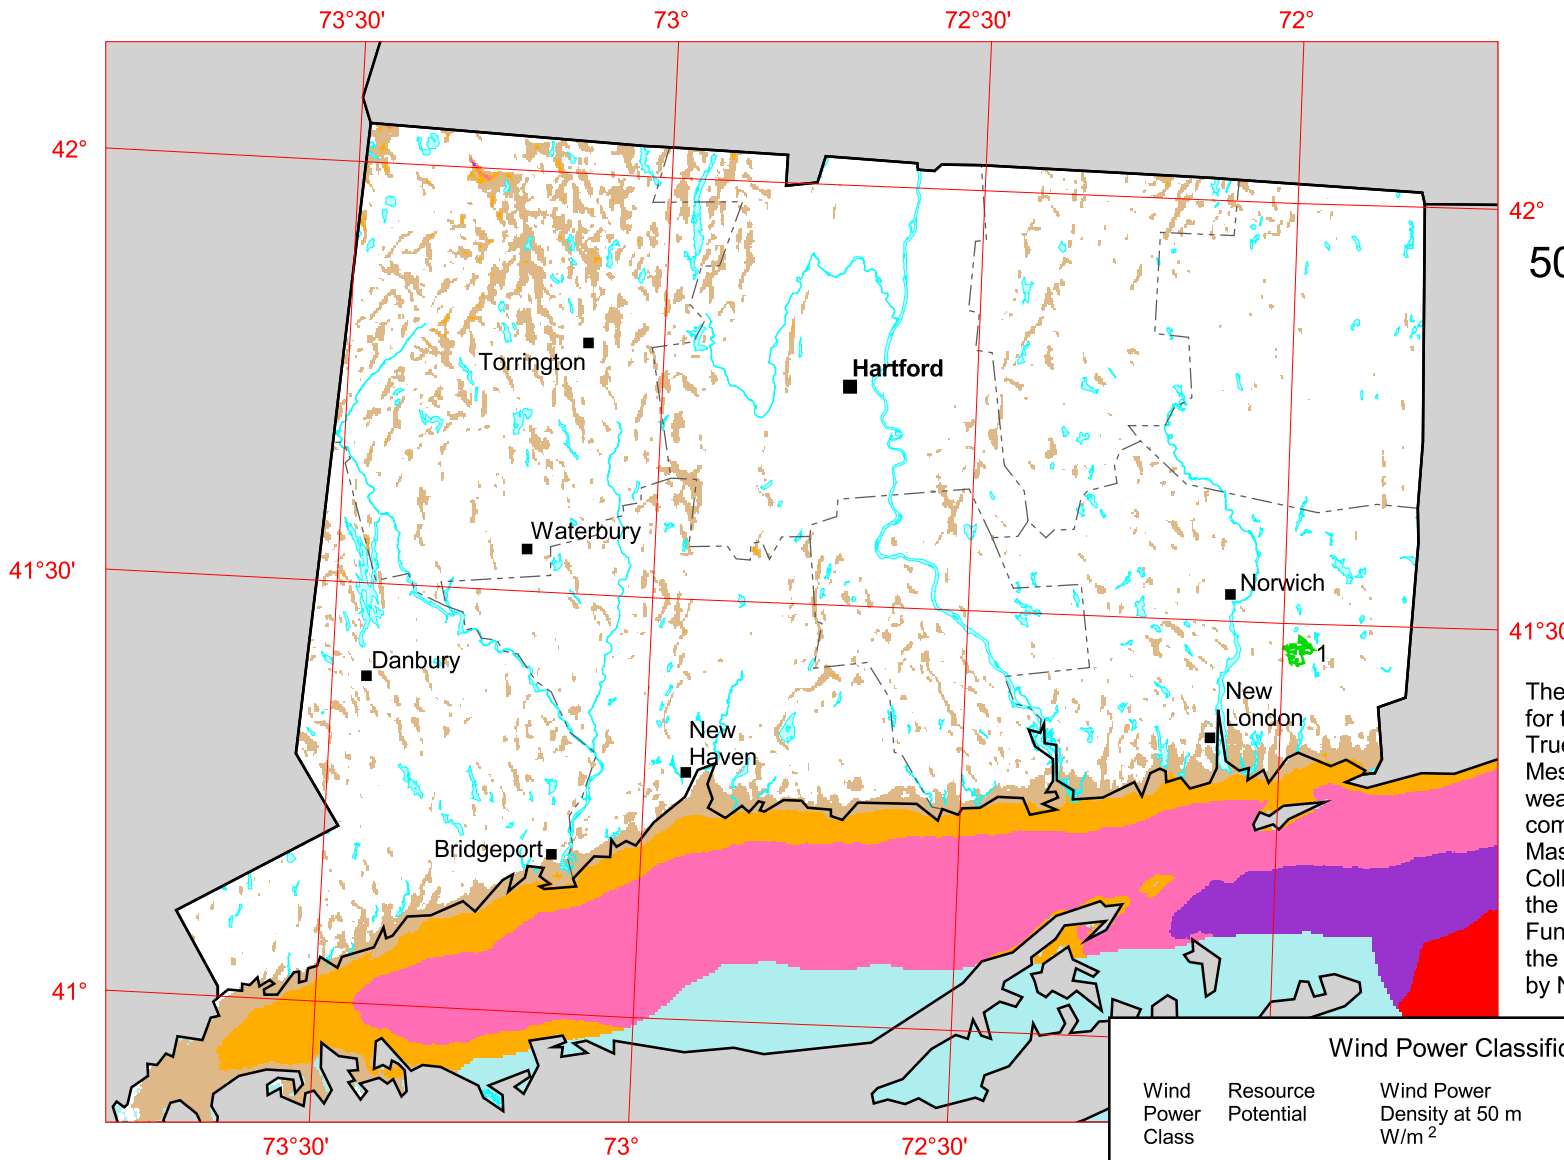 73°30' 73° 72°30' 72°
42°
42°
50
Torrington
Hartford
Waterbury
41°30'
Norwich
41°30
1
Danbury
The
for t
True
Mes
wea
com
Mas
Coll
the
Fun
the
by N
New
London
New
Haven
Bridgeport
41°
Wind Power Classific
Wind Resource Wind Power
Power Potential Density at 50 m
Class W/m 2
73°30' 73° 72°30'